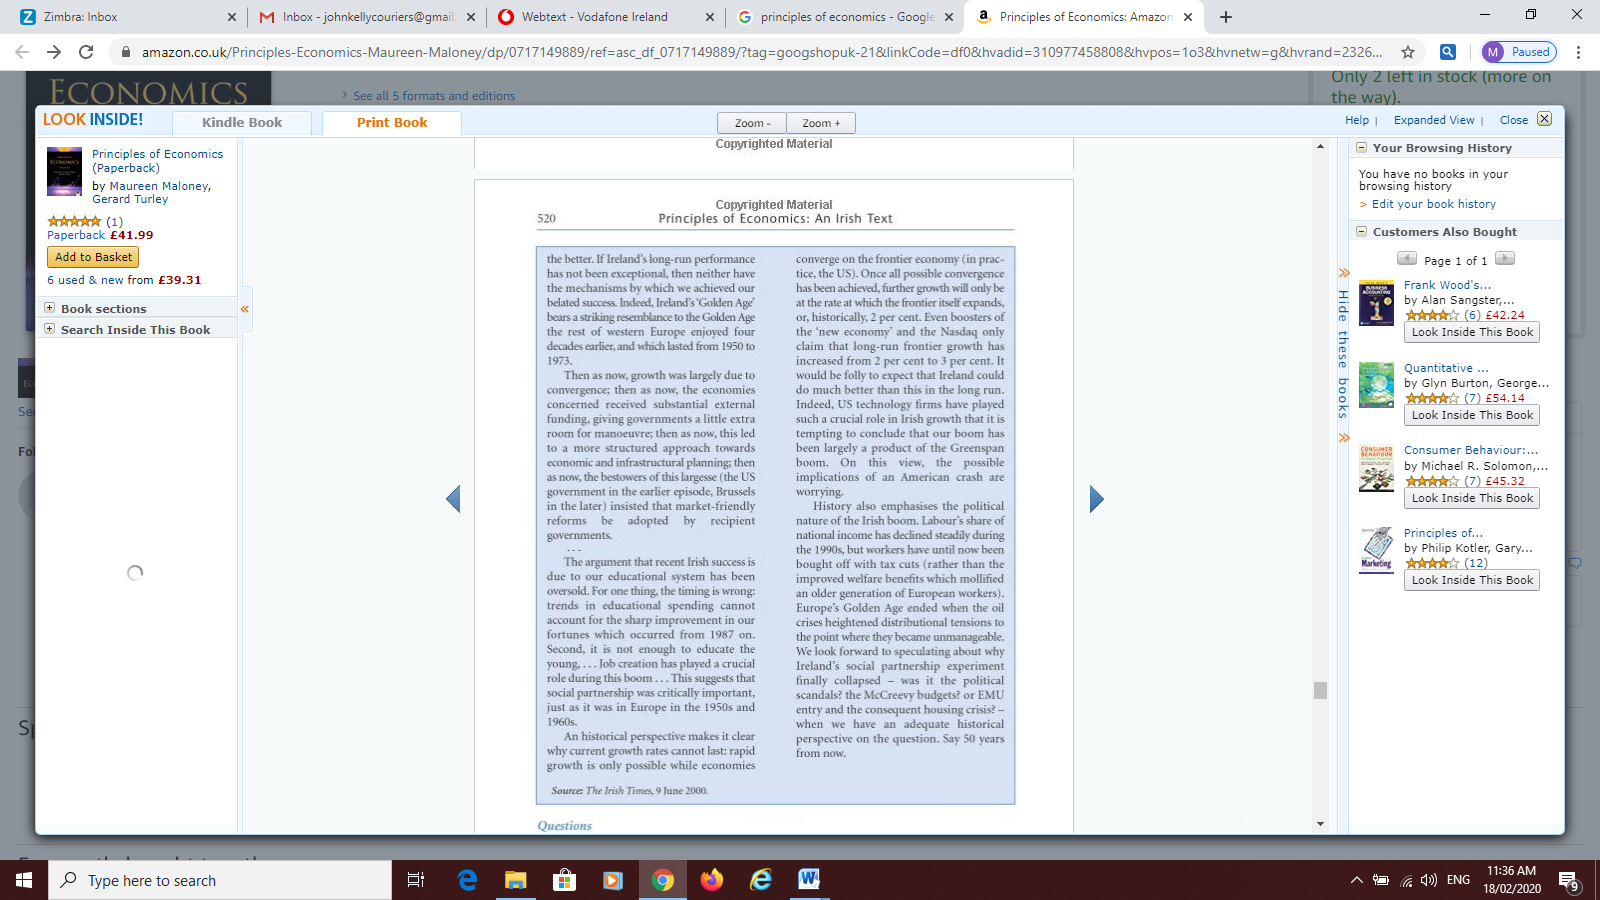 Zimbra: Inbox
Inbox - johnkellycouriers@gmail.
Webtext - Vodafone Ireland
principles of economics - Google
Principles of Economics: Amazon
amazon.co.uk/Principles-Economics-Maureen-Maloney/dp/0717149889/ref=asc_df_0717149889/?tag=googshopuk-21&linkCode=df0&hvadid=310977458808&hvpos=1o3&hvnetw=g&hvrand=2326...
M Paused
ECONOMICS
See all 5 formats and editions
Only 2 left in stock (more on
the way).
LOOK INSIDE!
Kindle Book
Print Book
Zoom -
Zoom +
Help |
Expanded View |
Close
Principles of Economics
(Paperback)
by Maureen Maloney,
Gerard Turley
(1)
Paperback £41.99
Add to Basket
6 used & new from £39.31
Book sections
Search Inside This Book
«
Copyrighted Material
Copyrighted Material
520
Principles of Economics: An Irish Text
the better. If Ireland's long-run performance
has not been exceptional, then neither have
the mechanisms by which we achieved our
belated success. Indeed, Ireland's 'Golden Age'
bears a striking resemblance to the Golden Age
the rest of western Europe enjoyed four
decades earlier, and which lasted from 1950 to
1973.
Then as now, growth was largely due to
convergence; then as now, the economies
concerned received substantial external
funding, giving governments a little extra
room for manoeuvre; then as now, this led
to a more structured approach towards
economic and infrastructural planning; then
as now, the bestowers of this largesse (the US
government in the earlier episode, Brussels
in the later) insisted that market-friendly
reforms be adopted by recipient
governments.
...
The argument that recent Irish success is
due to our educational system has been
oversold. For one thing, the timing is wrong:
trends in educational spending cannot
account for the sharp improvement in our
fortunes which occurred from 1987 on.
Second, it is not enough to educate the
young, . . . Job creation has played a crucial
role during this boom . . . This suggests that
social partnership was critically important,
just as it was in Europe in the 1950s and
1960s.
An historical perspective makes it clear
why current growth rates cannot last: rapid
growth is only possible while economies
converge on the frontier economy (in prac-
tice, the US). Once all possible convergence
has been achieved, further growth will only be
at the rate at which the frontier itself expands,
or, historically, 2 per cent. Even boosters of
the 'new economy' and the Nasdaq only
claim that long-run frontier growth has
increased from 2 per cent to 3 per cent. It
would be folly to expect that Ireland could
do much better than this in the long run.
Indeed, US technology firms have played
such a crucial role in Irish growth that it is
tempting to conclude that our boom has
been largely a product of the Greenspan
boom. On this view, the possible
implications of an American crash are
worrying.
History also emphasises the political
nature of the Irish boom. Labour's share of
national income has declined steadily during
the 1990s, but workers have until now been
bought off with tax cuts (rather than the
improved welfare benefits which mollified
an older generation of European workers).
Europe's Golden Age ended when the oil
crises heightened distributional tensions to
the point where they became unmanageable.
We look forward to speculating about why
Ireland's social partnership experiment
finally collapsed – was it the political
scandals? the McCreevy budgets? or EMU
entry and the consequent housing crisis? –
when we have an adequate historical
perspective on the question. Say 50 years
from now.
Source: The Irish Times, 9 June 2000.
Questions
Hide these books
Your Browsing History
You have no books in your
browsing history
> Edit your book history
Customers Also Bought
Page 1 of 1
Frank Wood's...
by Alan Sangster,...
(6) £42.24
Look Inside This Book
Quantitative ...
by Glyn Burton, George...
(7) £54.14
Look Inside This Book
Consumer Behaviour:...
by Michael R. Solomon,...
(7) £45.32
Look Inside This Book
Principles of...
by Philip Kotler, Gary...
(12)
Look Inside This Book
Type here to search
ENG
11:36 AM
18/02/2020
9